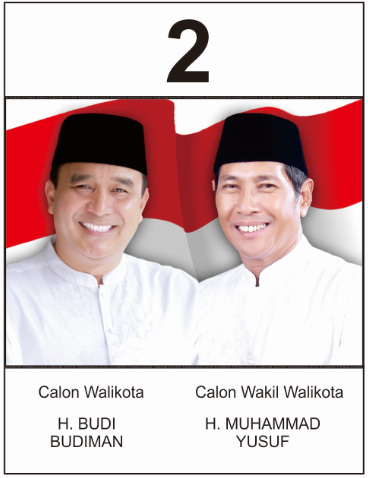 2
Calon Walikota
Calon Wakil Walikota
H. BUDI
BUDIMAN
H. MUHAMMAD
YUSUF